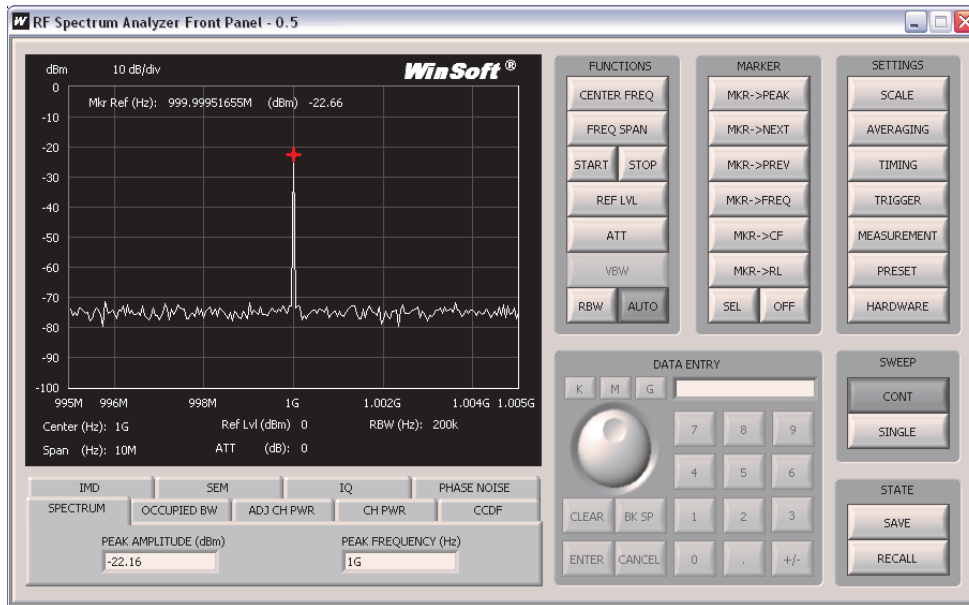 W RF Spectrum Analyzer Front Panel - 0.5
dBm 10 dB/div WinSoft ®
Mkr Ref (Hz): 999.99951655M (dBm) -22.66
0
-10
-20
-30
-40
-50
-60
-70
-80
-90
-100
995M 996M 998M 1G 1.002G 1.004G 1.005G
Center (Hz): 1G Ref Lvl (dBm) 0 RBW (Hz): 200k
Span (Hz): 10M ATT (dB): 0
IMD SEM IQ PHASE NOISE
SPECTRUM OCCUPIED BW ADJ CH PWR CH PWR CCDF
PEAK AMPLITUDE (dBm) PEAK FREQUENCY (Hz)
-22.16 1G
FUNCTIONS
CENTER FREQ
FREQ SPAN
START STOP
REF LVL
ATT
VBW
RBW AUTO
MARKER
MKR->PEAK
MKR->NEXT
MKR->PREV
MKR->FREQ
MKR->CF
MKR->RL
SEL OFF
SETTINGS
SCALE
AVERAGING
TIMING
TRIGGER
MEASUREMENT
PRESET
HARDWARE
DATA ENTRY
K M G
7 8 9
4 5 6
CLEAR BK SP 1 2 3
ENTER CANCEL 0 . +/-
SWEEP
CONT
SINGLE
STATE
SAVE
RECALL